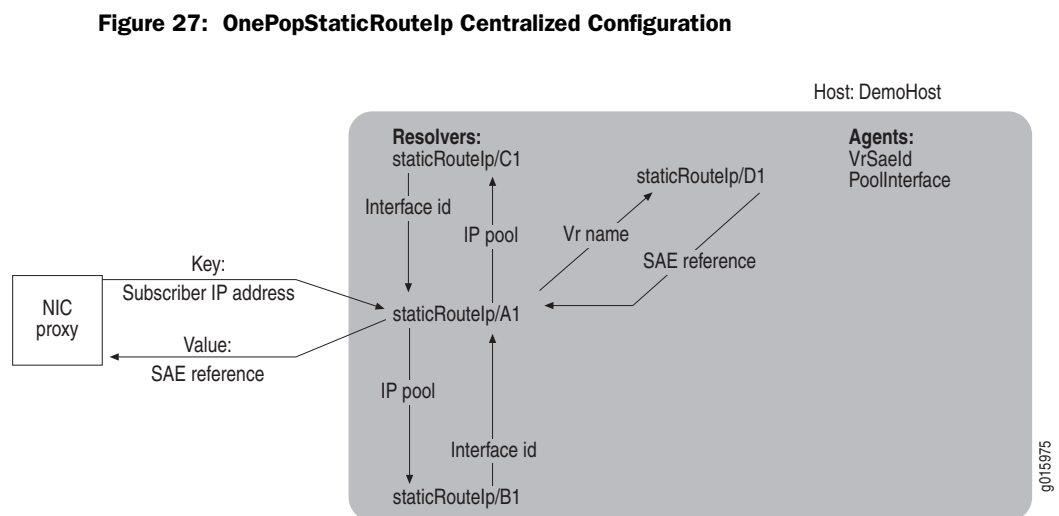 Figure 27: OnePopStaticRouteIp Centralized Configuration
Host: DemoHost
Resolvers:
staticRouteIp/C1
Agents:
VrSaeId
PoolInterface
staticRouteIp/D1
Interface id
IP pool
Vr name
SAE reference
Key:
Subscriber IP address
NIC
proxy
staticRouteIp/A1
Value:
SAE reference
IP pool
Interface id
staticRouteIp/B1
g015975